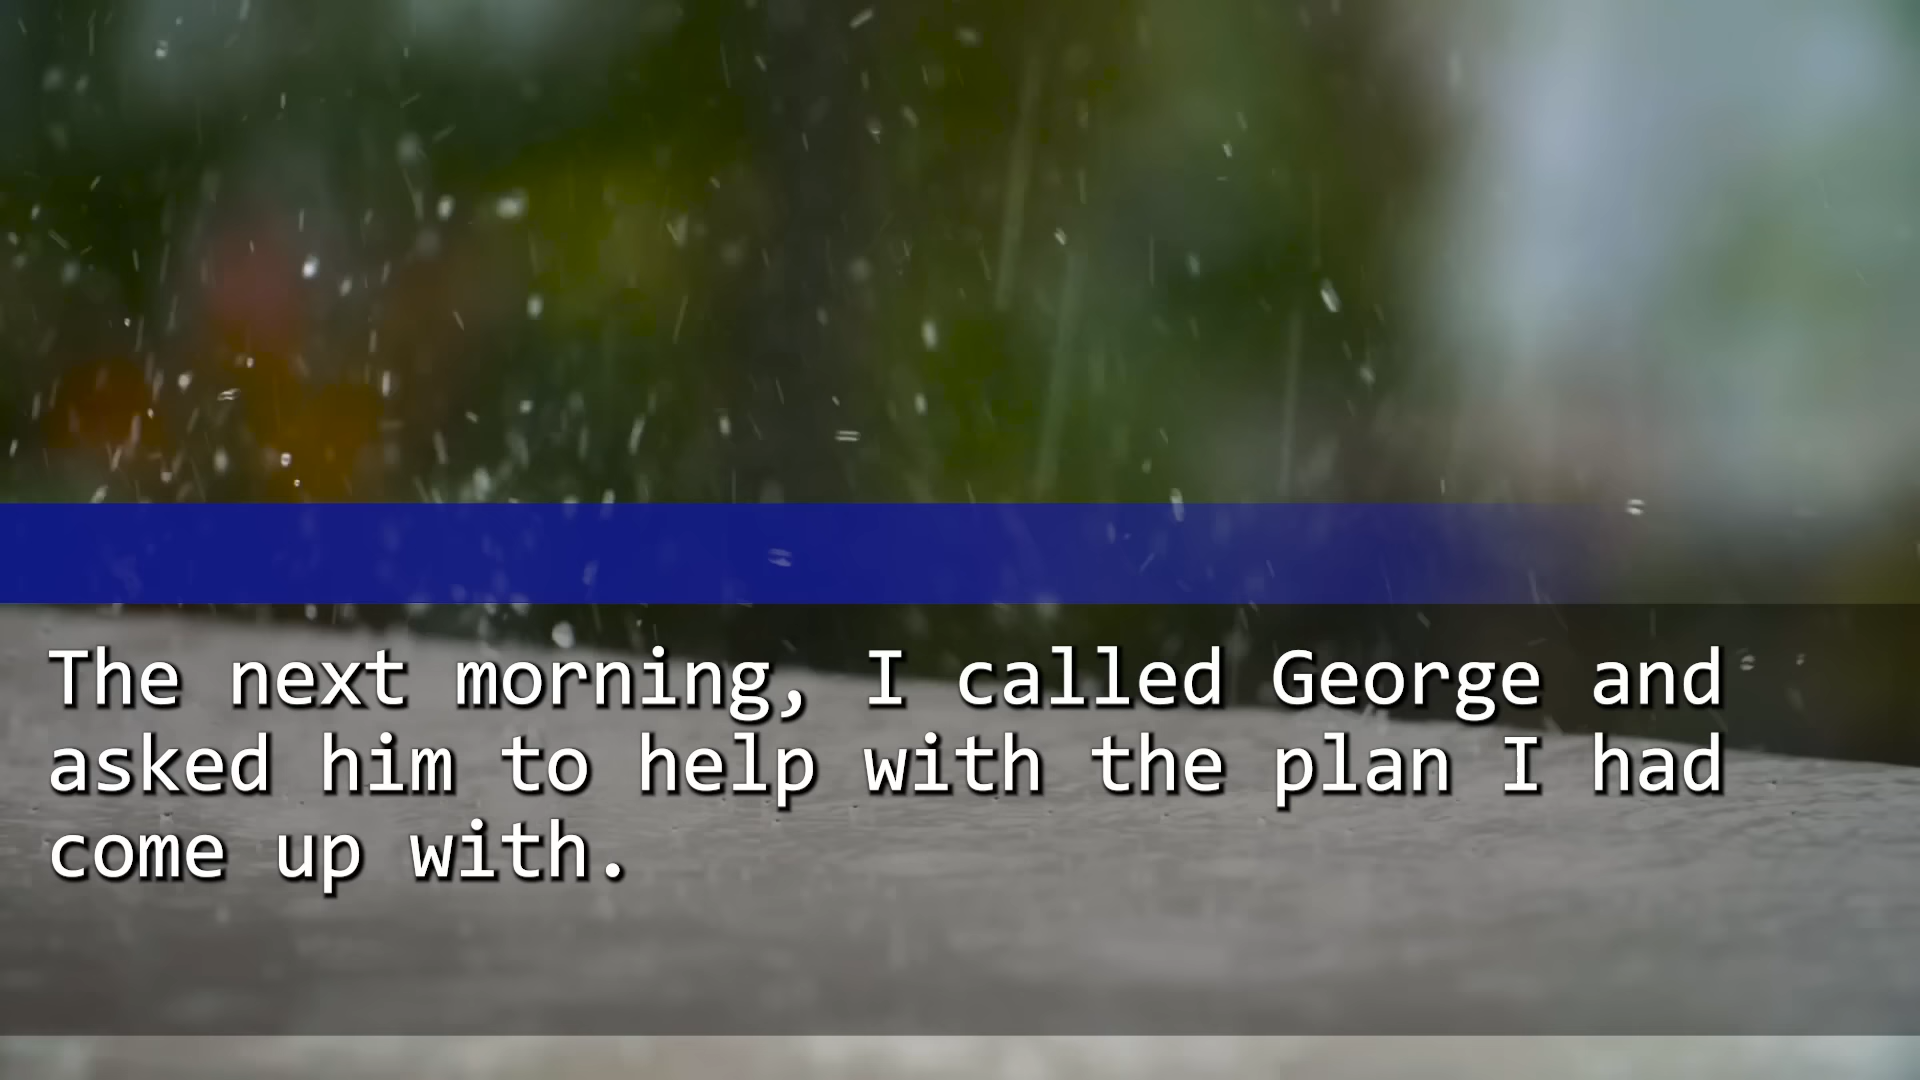 The next morning, I called George and
asked him to help with the plan I had
come up with.